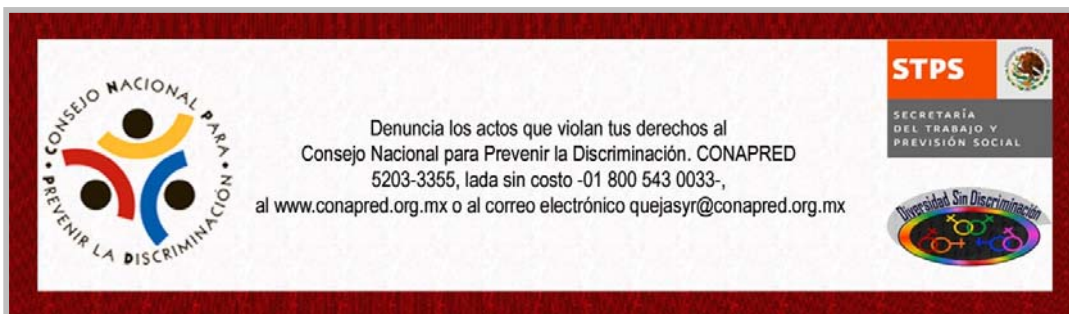 CONSEJO NACIONAL PARA
PREVENIR LA DISCRIMINACIÓN
Denuncia los actos que violan tus derechos al
Consejo Nacional para Prevenir la Discriminación. CONAPRED
5203-3355, lada sin costo -01 800 543 0033-,
al www.conapred.org.mx o al correo electrónico quejasyr@conapred.org.mx
STPS
SECRETARÍA
DEL TRABAJO Y
PREVISIÓN SOCIAL
Diversidad Sin Discriminación